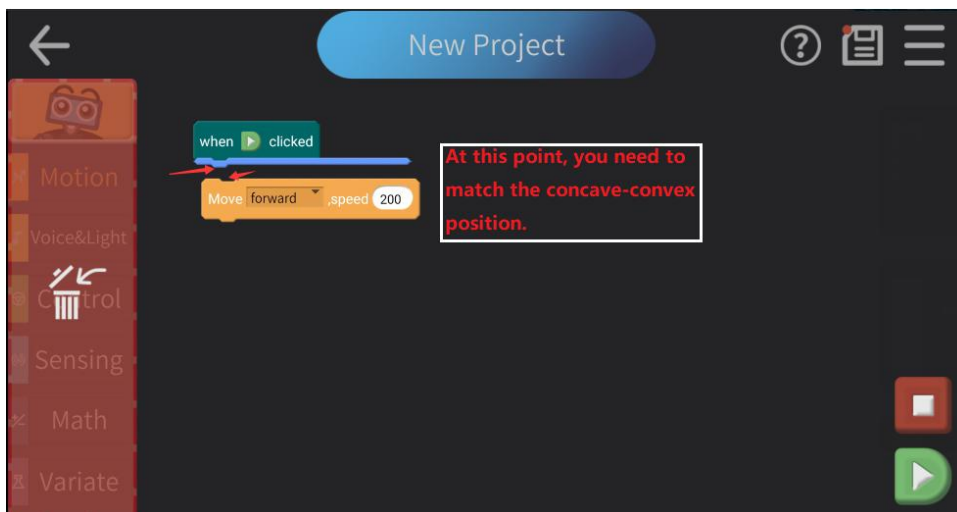 New Project
when clicked
At this point, you need to
match the concave-convex
position.
Move forward ,speed 200
Motion
Voice&Light
Control
Sensing
Math
Variate